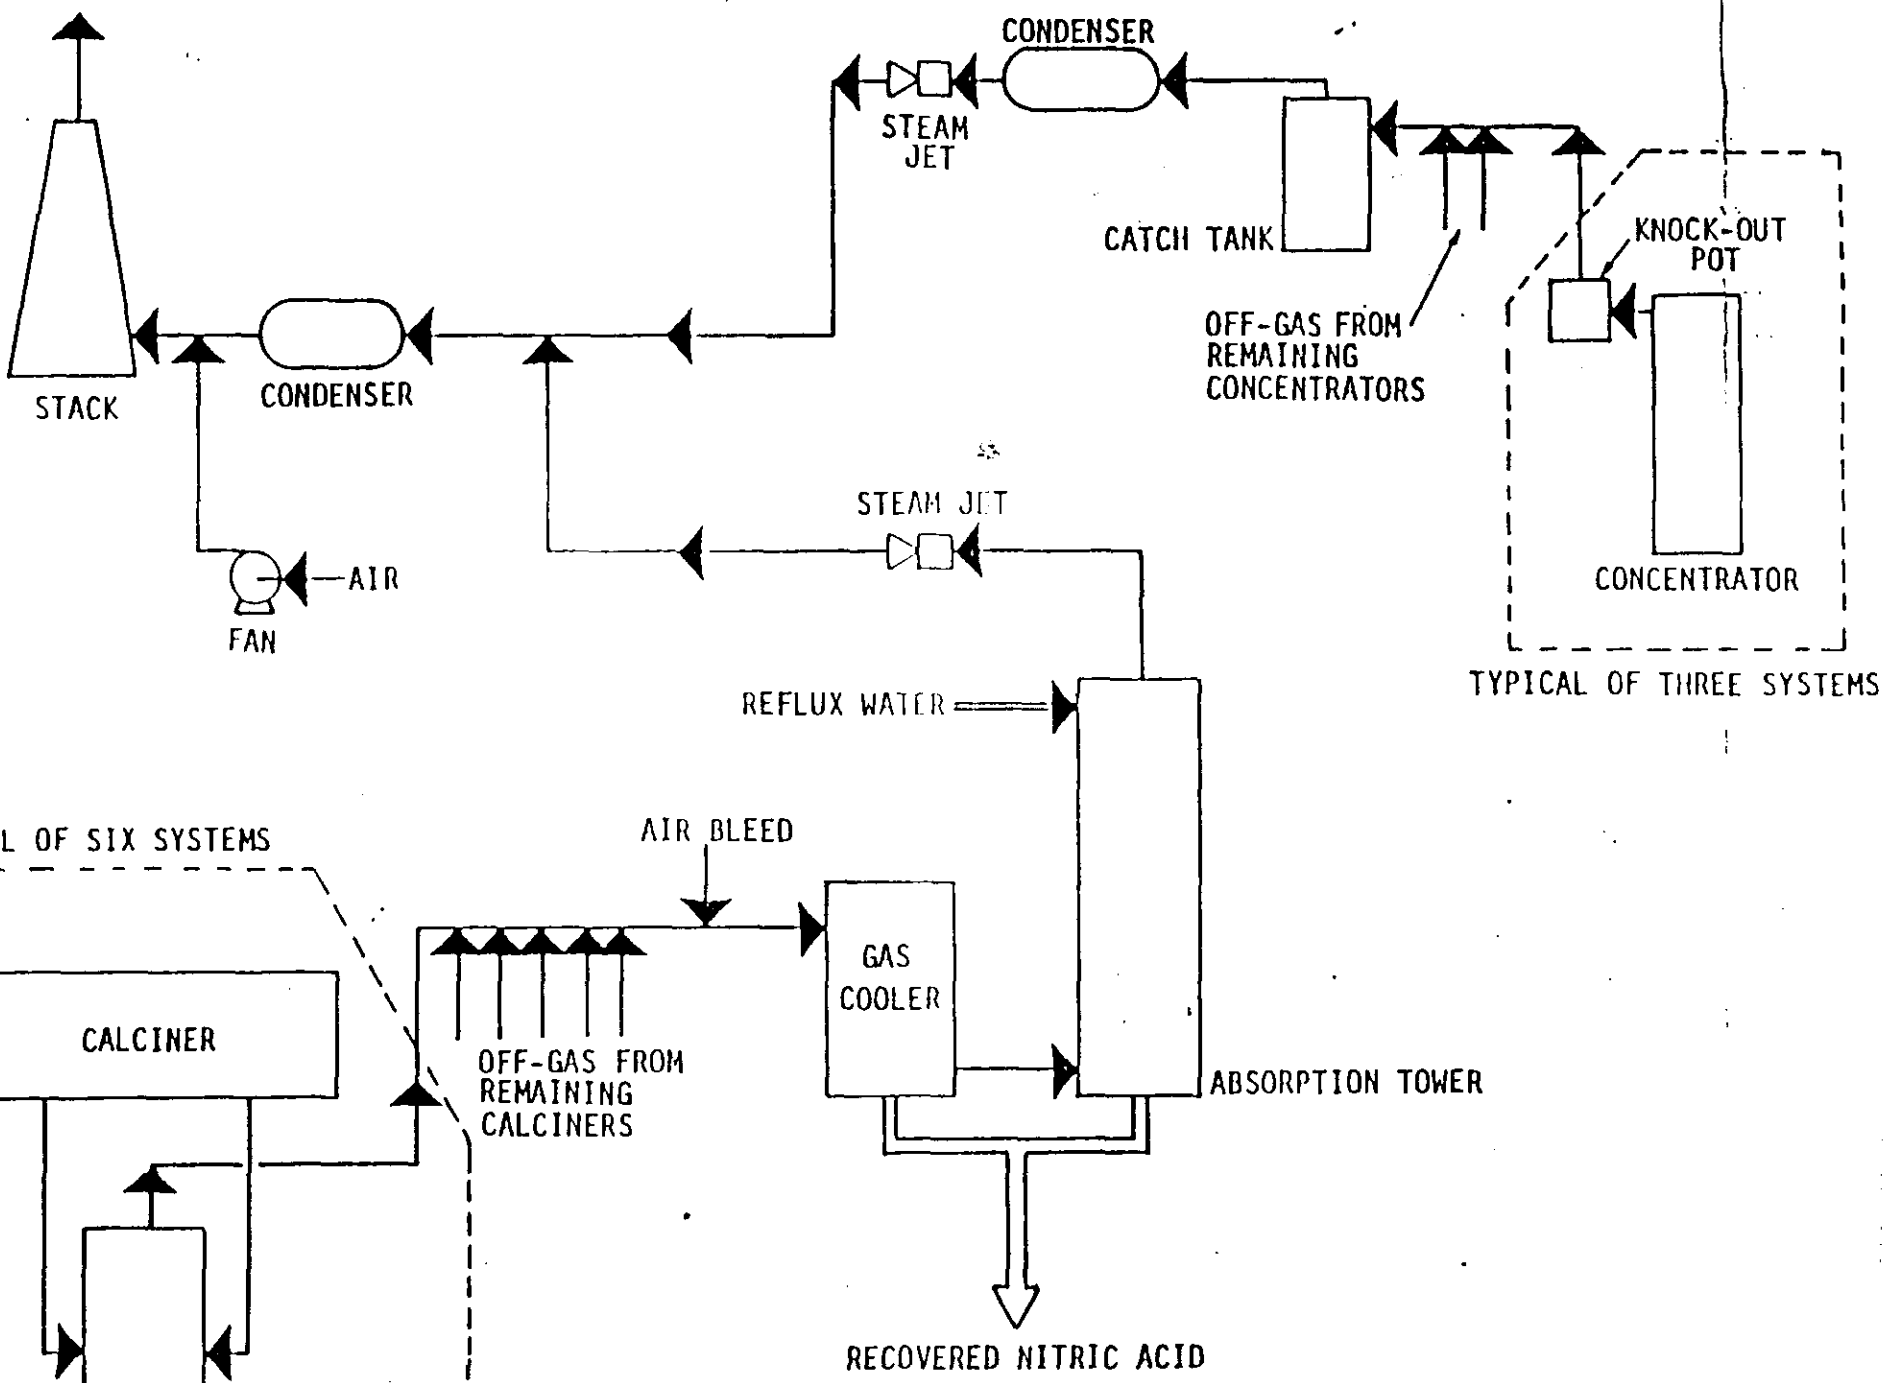 CONDENSER
STEAM
JET
CATCH TANK
KNOCK-OUT
POT
OFF-GAS FROM
REMAINING
CONCENTRATORS
STACK
CONDENSER
STEAM JET
CONCENTRATOR
AIR
FAN
TYPICAL OF THREE SYSTEMS
REFLUX WATER
L OF SIX SYSTEMS
AIR BLEED
GAS
COOLER
CALCINER
OFF-GAS FROM
REMAINING
CALCINERS
ABSORPTION TOWER
RECOVERED NITRIC ACID